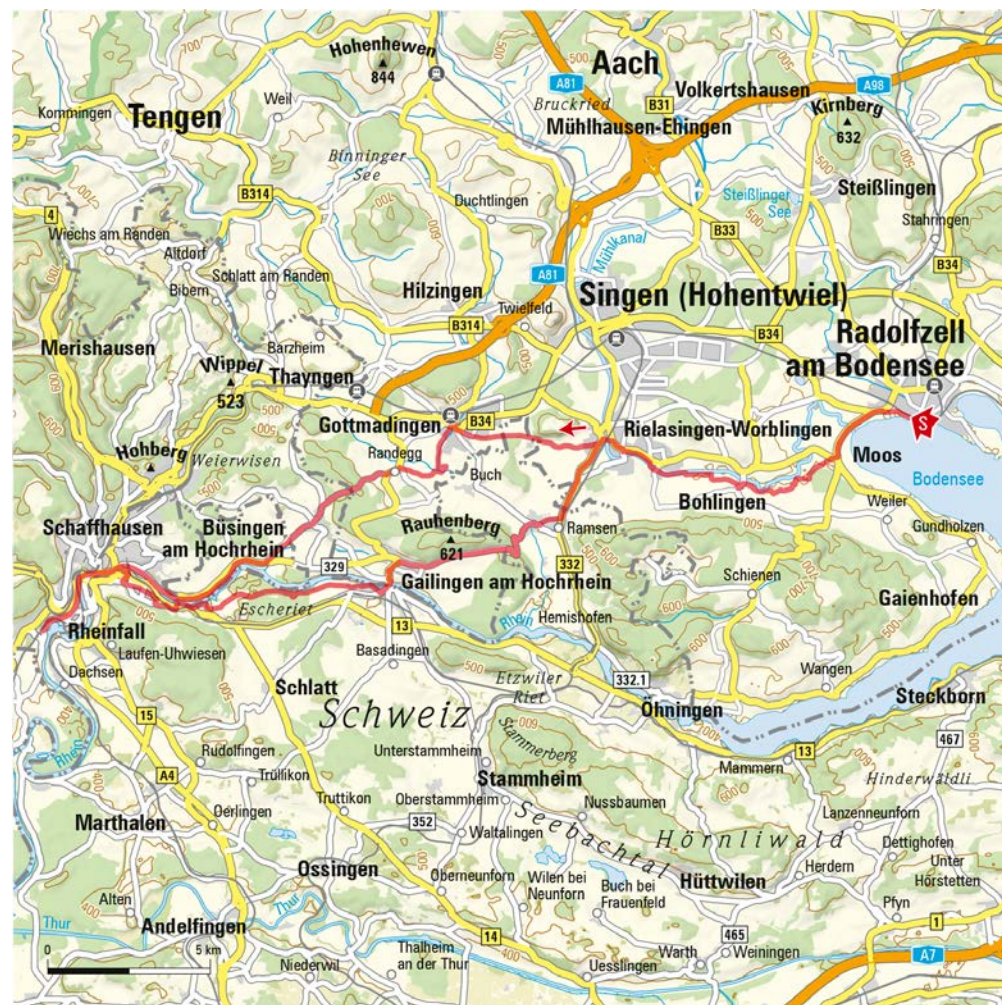 Hohenhewen
844
700
500
Aach
A81
B31
Volkertshausen
A98
Kirnberg
632
Kommingen
Tengen
Weil
Bruckried
Mühlhausen-Ehingen
Binninger
See
B314
Duchtlingen
Steißlinger
See
Steißlingen
Stahringen
4
Wiechs am Randen
Altdorf
Schlatt am Randen
Bibern
B33
B34
Mühlkanal
A81
Hilzingen
Singen (Hohentwiel)
B314
Twielfeld
B34
Radolfzell
am Bodensee
Merishausen
Barzheim
Wippel
523
Thayngen
Gottmadingen
B34
Rielasingen-Worblingen
S
Moos
Hohberg
Weierwisen
Randegg
Buch
Bodensee
Bohlingen
Weiler
Gundholzen
Schaffhausen
Büsingen
am Hochrhein
Rauhenberg
621
Ramsen
329
332
Gailingen am Hochrhein
Schienen
Gaienhofen
Escheriet
Rhein
Hemishofen
Rheinfall
Laufen-Uhwiesen
13
Dachsen
Basadingen
Etzwiler
Riet
332.1
Wangen
Schlatt
Öhningen
Steckborn
Schweiz
15
Rhein
Stammerberg
13
467
Rudolfingen
Unterstammheim
Mammern
Hinderwäldli
A4
Trüllikon
Stammheim
Truttikon
Oberstammheim
Nussbaumen
Lanzenneunforn
Marthalen
Oerlingen
352
Waltalingen
Seebachtal
Hörnliwald
Dettighofen
Ossingen
Oberneunforn
Wilen bei
Neunforn
Buch bei
Frauenfeld
Hüttwilen
Herdern
Unter
Hörstetten
Alten
Pfyn
Thur
Andelfingen
Thur
14
465
1
0
5 km
Niederwil
Thalheim
an der Thur
Uesslingen
Warth
Weiningen
A7